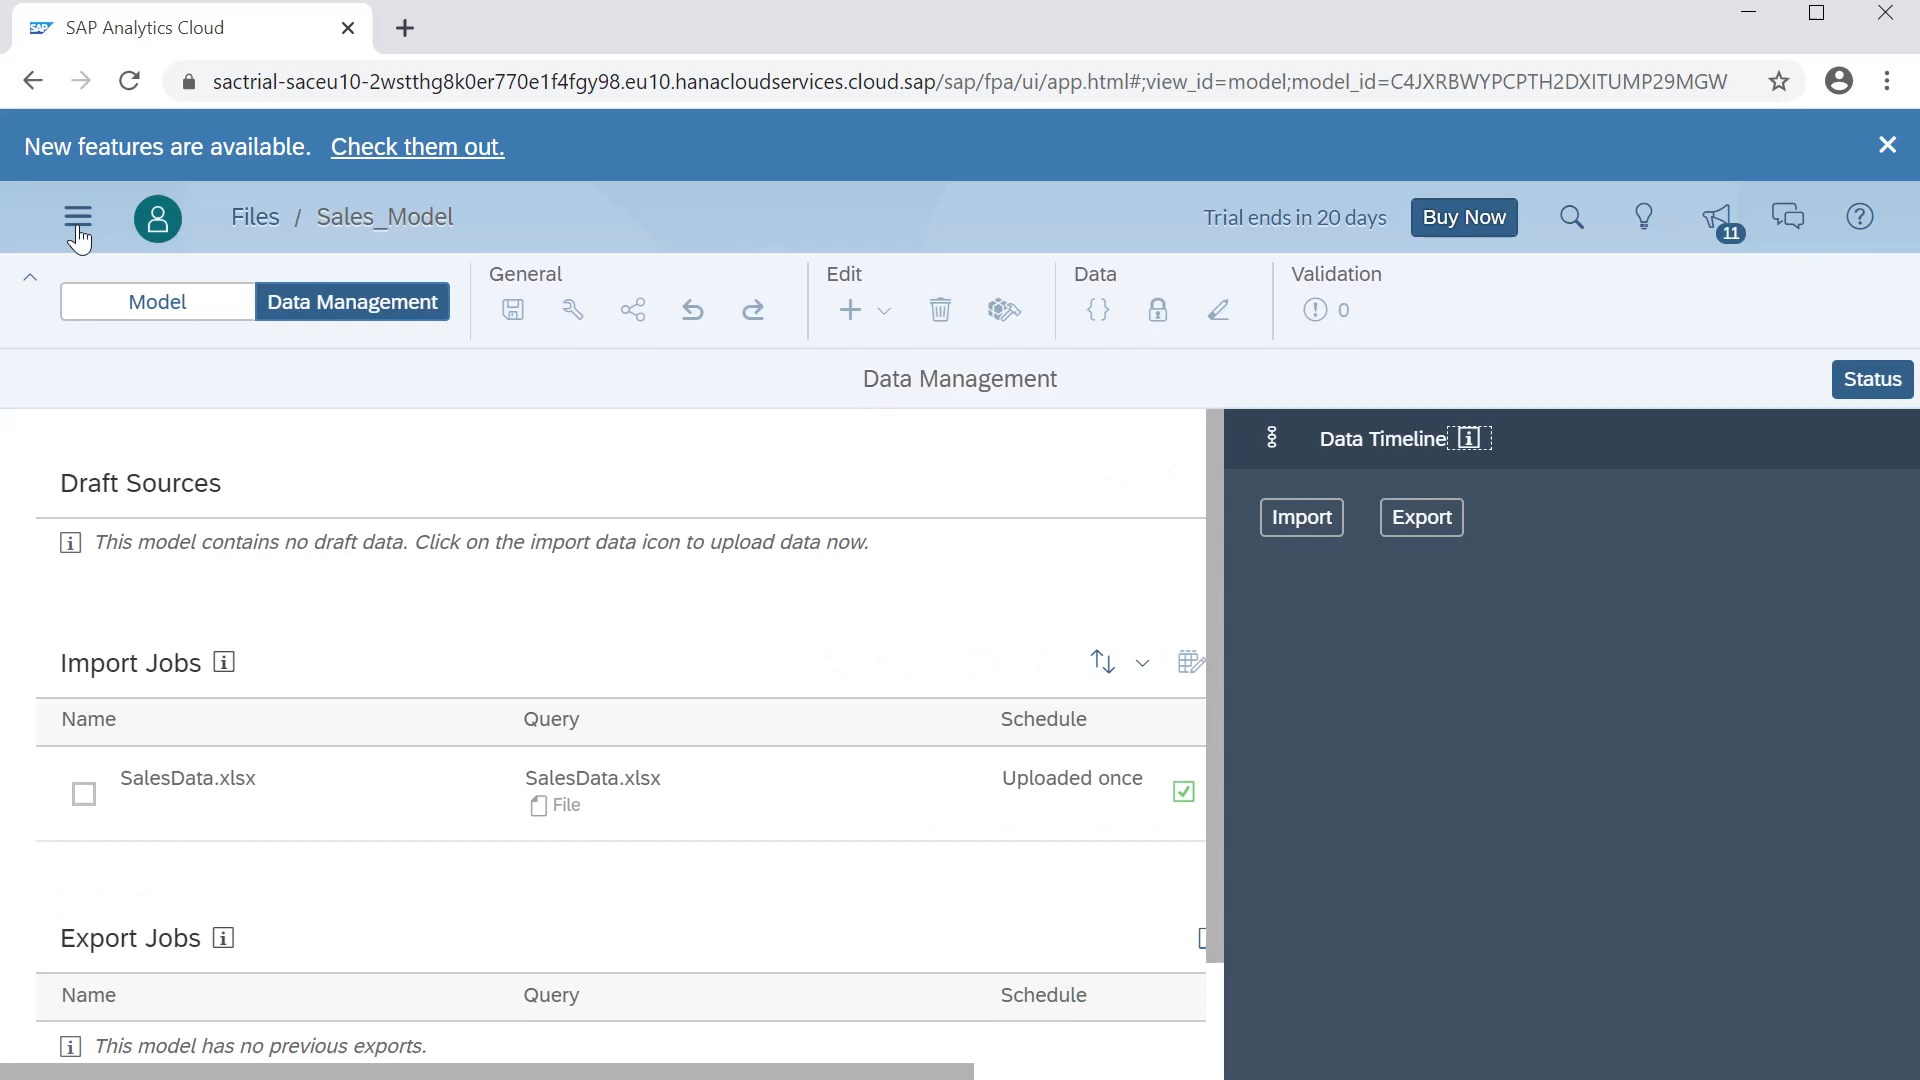 SAP SAP Analytics Cloud
sactrial-saceu10-2wstthg8k0er770e1f4fgy98.eu10.hanacloudservices.cloud.sap/sap/fpa/ui/app.html#;view_id=model;model_id=C4JXRBWYPCPTH2DXITUMP29MGW
New features are available. Check them out.
Files / Sales_Model
Trial ends in 20 days
Buy Now
11
Model
Data Management
General
Edit
Data
Validation
0
Data Management
Status
Draft Sources
This model contains no draft data. Click on the import data icon to upload data now.
Data Timeline
Import
Export
Import Jobs
Name Query Schedule
SalesData.xlsx SalesData.xlsx Uploaded once
File
Export Jobs
Name Query Schedule
This model has no previous exports.